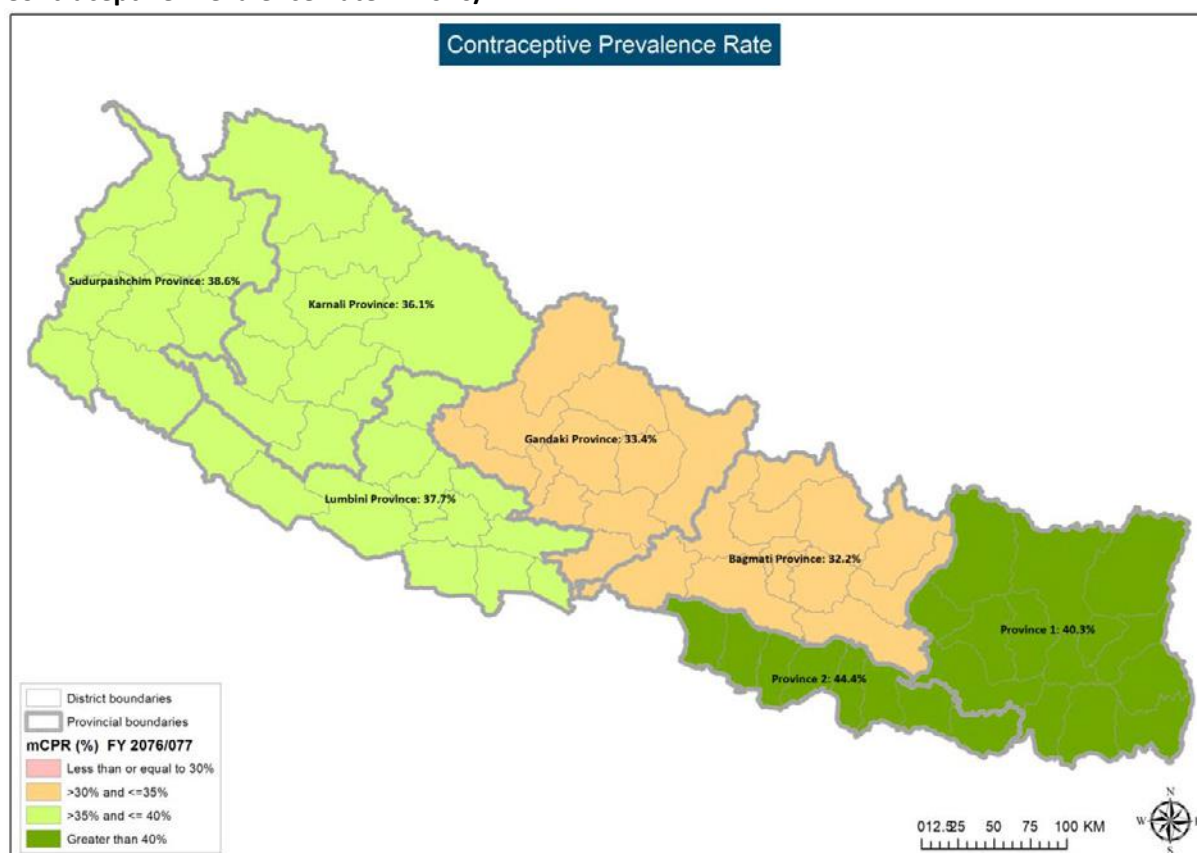 Contraceptive Prevalence Rate
Sudurpashchim Province: 38.6%
Karnali Province: 36.1%
Gandaki Province: 33.4%
Lumbini Province: 37.7%
Bagmati Province: 32.2%
Province 1: 40.3%
Province 2: 44.4%
District boundaries
Provincial boundaries
mCPR (%) FY 2076/077
Less than or equal to 30%
>30% and <=35%
>35% and <= 40%
Greater than 40%
50 75 100 KM
N
W
S